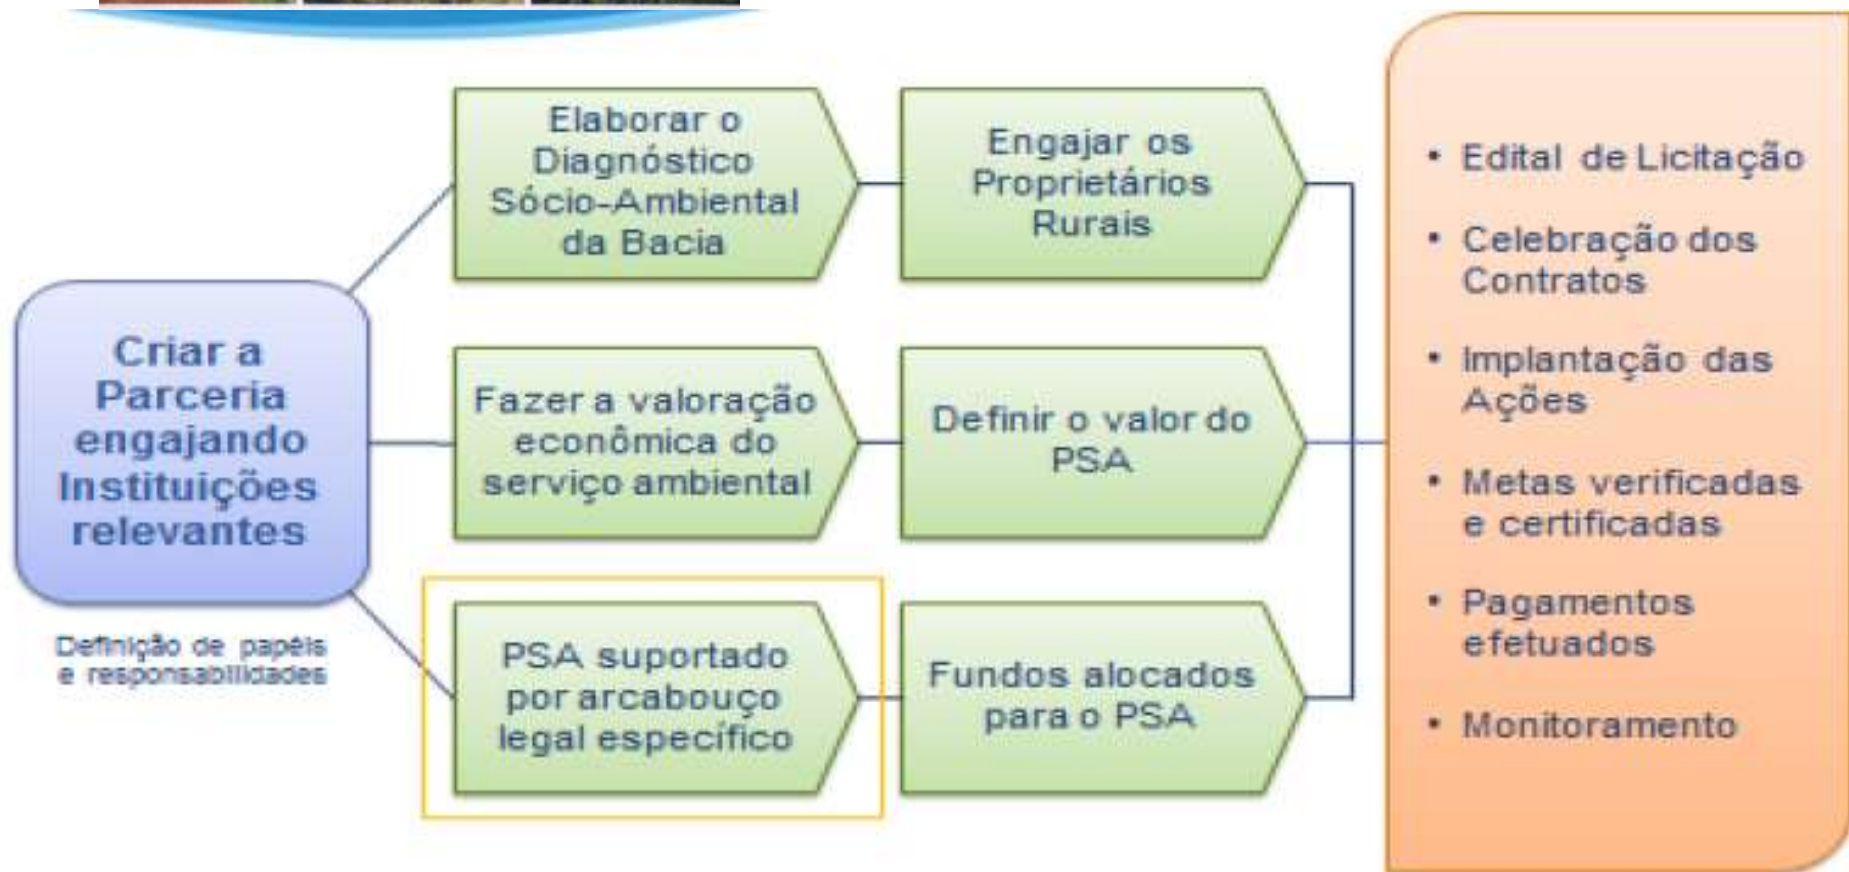 Criar a
Parceria
engajando
Instituições
relevantes
Definição de papéis
e responsabilidades
Elaborar o
Diagnóstico
Sócio-Ambiental
da Bacia
Engajar os
Proprietários
Rurais
Fazer a valoração
econômica do
serviço ambiental
Definir o valor do
PSA
PSA suportado
por arcabouço
legal específico
Fundos alocados
para o PSA
• Edital de Licitação
• Celebração dos
Contratos
• Implantação das
Ações
• Metas verificadas
e certificadas
• Pagamentos
efetuados
• Monitoramento